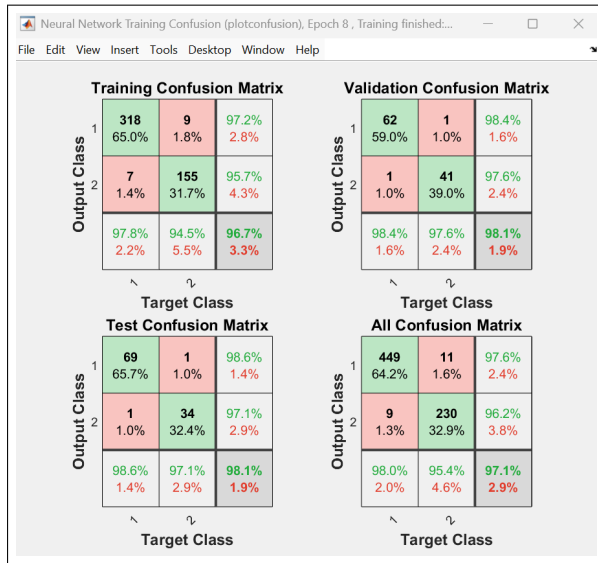 Neural Network Training Confusion (plotconfusion), Epoch 8 , Training finished:...
File Edit View Insert Tools Desktop Window Help
Training Confusion Matrix
318 9 97.2%
1
65.0% 1.8% 2.8%
7 155 95.7%
2
1.4% 31.7% 4.3%
97.8% 94.5% 96.7%
2.2% 5.5% 3.3%
1 2
Output Class
Target Class
Validation Confusion Matrix
62 1 98.4%
1
59.0% 1.0% 1.6%
1 41 97.6%
2
1.0% 39.0% 2.4%
98.4% 97.6% 98.1%
1.6% 2.4% 1.9%
1 2
Output Class
Target Class
Test Confusion Matrix
69 1 98.6%
1
65.7% 1.0% 1.4%
1 34 97.1%
2
1.0% 32.4% 2.9%
98.6% 97.1% 98.1%
1.4% 2.9% 1.9%
1 2
Output Class
Target Class
All Confusion Matrix
449 11 97.6%
1
64.2% 1.6% 2.4%
9 230 96.2%
2
1.3% 32.9% 3.8%
98.0% 95.4% 97.1%
2.0% 4.6% 2.9%
1 2
Output Class
Target Class